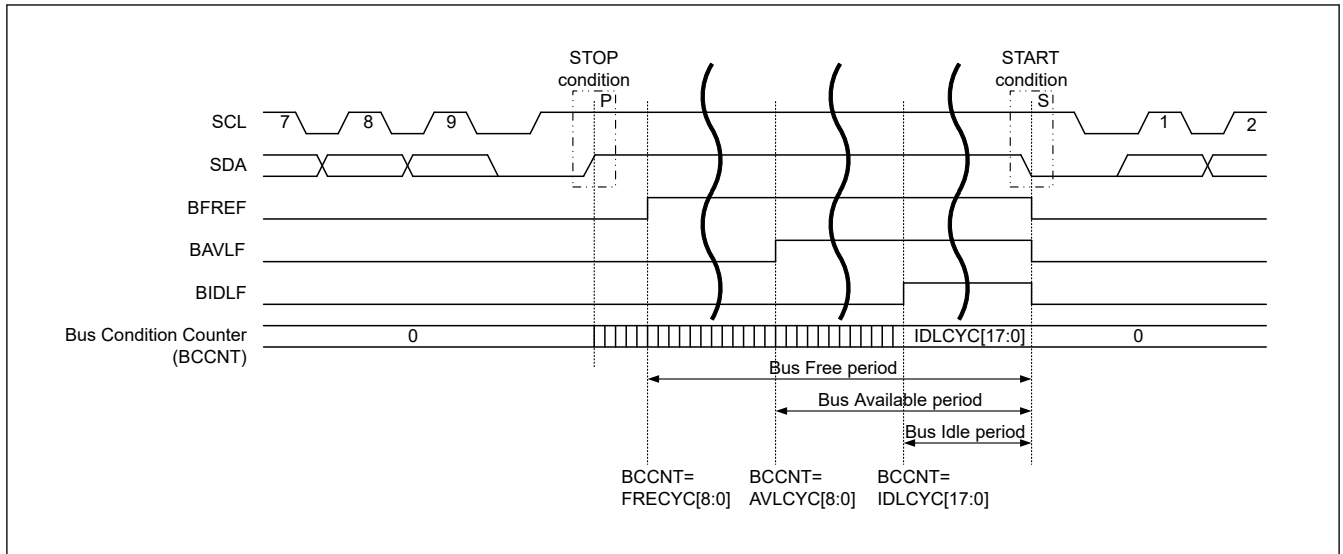 STOP
condition
START
condition
P
S
SCL
7
8
9
1
2
SDA
BFREF
BAVLF
BIDLF
Bus Condition Counter
(BCCNT)
0
IDLCYC[17:0]
0
Bus Free period
Bus Available period
Bus Idle period
BCCNT=
FRECYC[8:0]
BCCNT=
AVLCYC[8:0]
BCCNT=
IDLCYC[17:0]